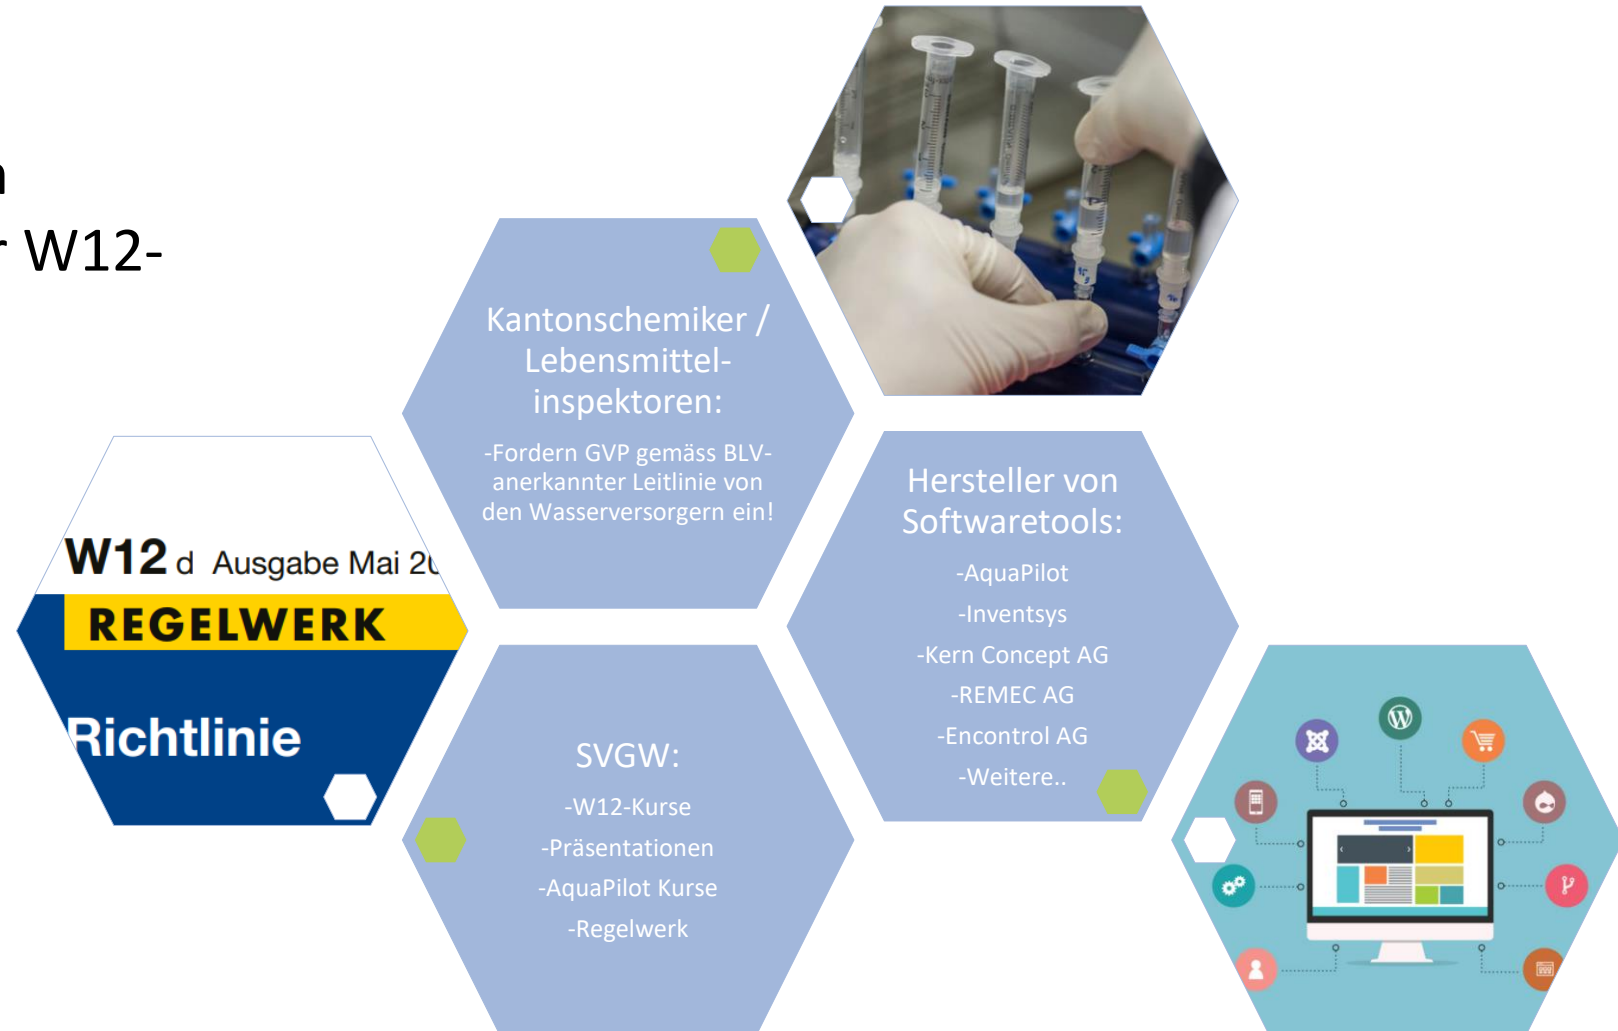 r W12-
Kantonschemiker /
Lebensmittel-
inspektoren:
-Fordern GVP gemäss BLV-
anerkannter Leitlinie von
den Wasserversorgern ein!
Hersteller von
Softwaretools:
-AquaPilot
-Inventsys
-Kern Concept AG
-REMEC AG
-Encontrol AG
-Weitere..
W12 d Ausgabe Mai
REGELWERK
Richtlinie
SVGW:
-W12-Kurse
-Präsentationen
-AquaPilot Kurse
-Regelwerk